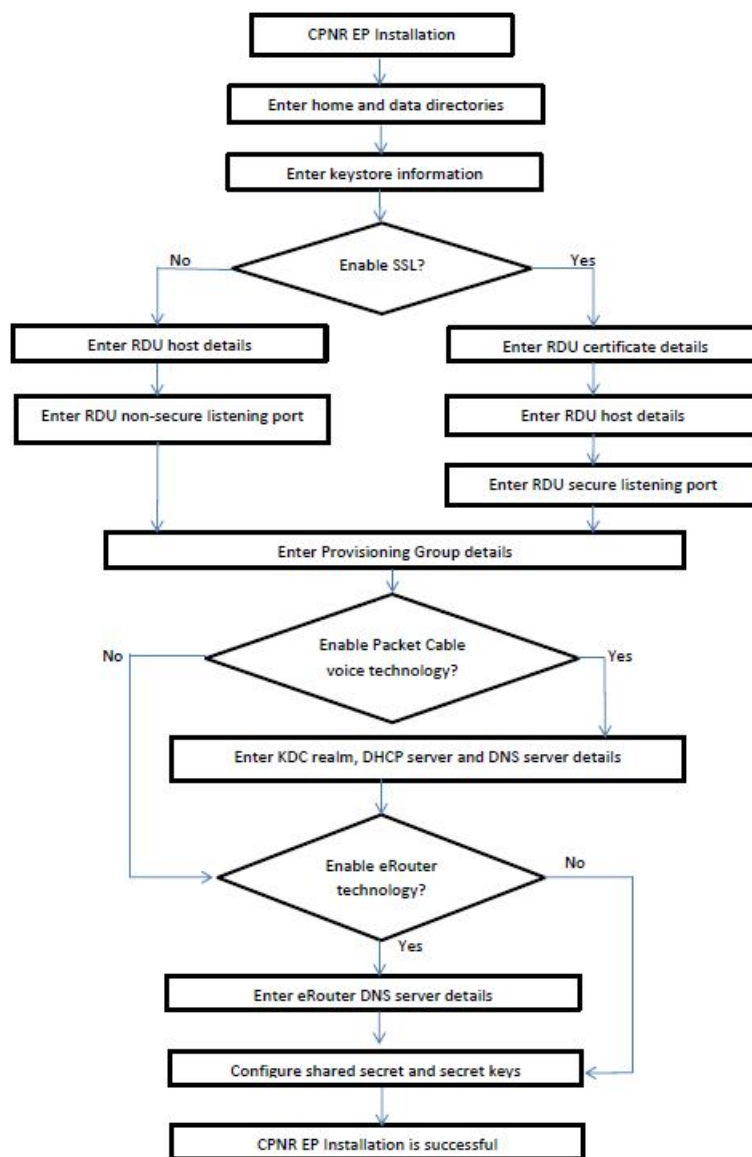 CPNR EP Installation
Enter home and data directories
Enter keystore information
No
Enable SSL?
Yes
Enter RDU host details
Enter RDU certificate details
Enter RDU non-secure listening port
Enter RDU host details
Enter RDU secure listening port
Enter Provisioning Group details
No
Enable Packet Cable
voice technology?
Yes
Enter KDC realm, DHCP server and DNS server details
Enable eRouter
technology?
No
Yes
Enter eRouter DNS server details
Configure shared secret and secret keys
CPNR EP Installation is successful